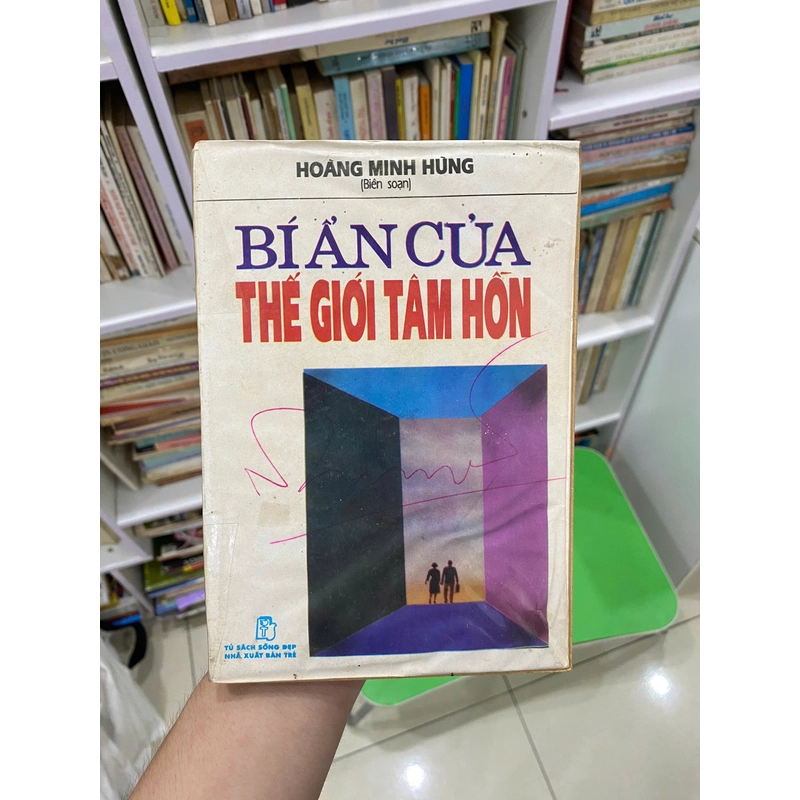 HOÀNG MINH HÙNG
(Biên soạn)
BÍ ẨN CỦA
THẾ GIỚI TÂM HỒN
TỦ SÁCH SỐNG ĐẸP
NHÀ XUẤT BẢN TRẺ